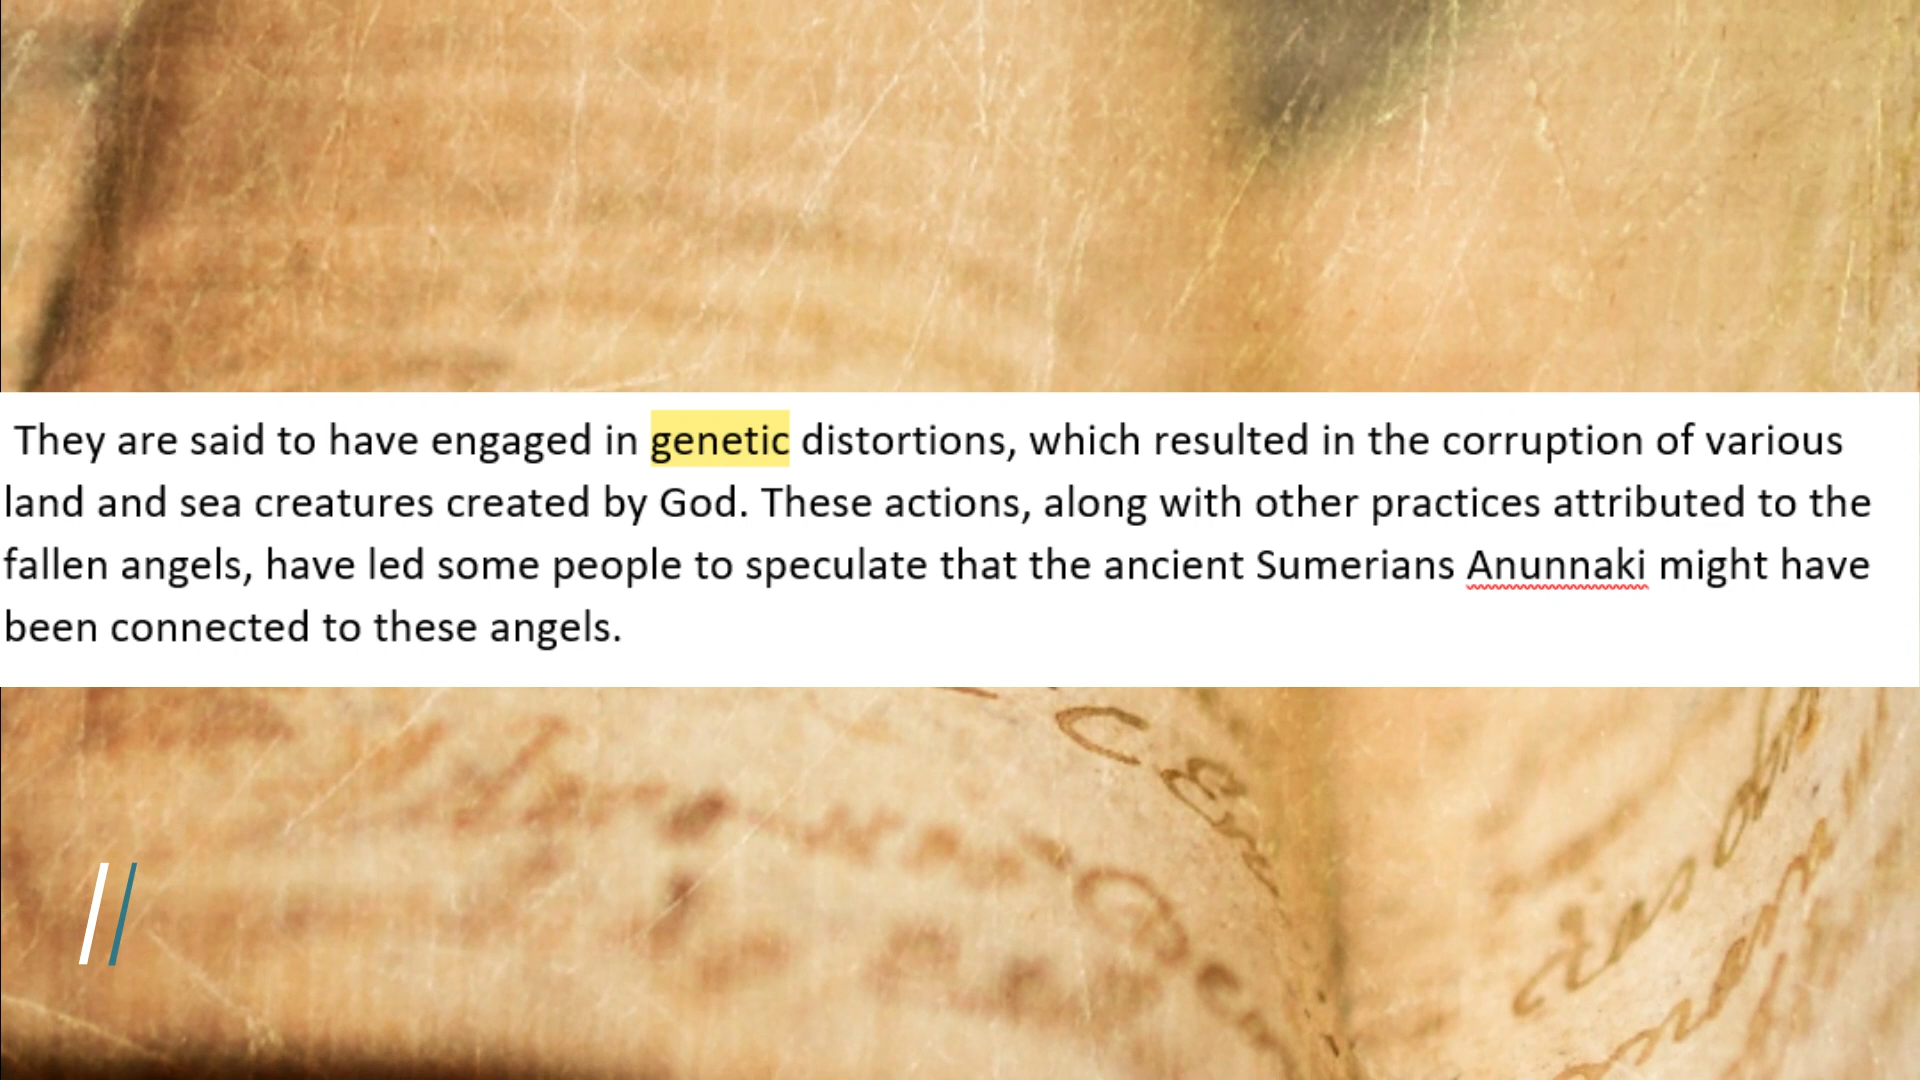 They are said to have engaged in genetic distortions, which resulted in the corruption of various
land and sea creatures created by God. These actions, along with other practices attributed to the
fallen angels, have led some people to speculate that the ancient Sumerians Anunnaki might have
been connected to these angels.